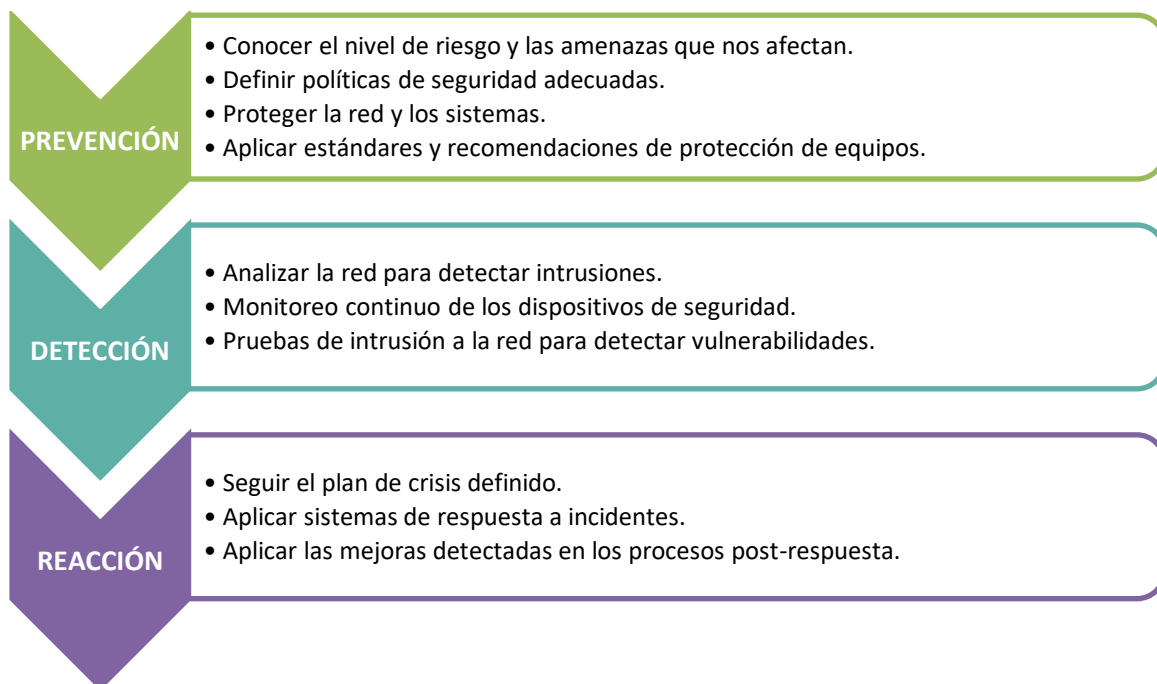 PREVENCIÓN
• Conocer el nivel de riesgo y las amenazas que nos afectan.
• Definir políticas de seguridad adecuadas.
• Proteger la red y los sistemas.
• Aplicar estándares y recomendaciones de protección de equipos.
DETECCIÓN
• Analizar la red para detectar intrusiones.
• Monitoreo continuo de los dispositivos de seguridad.
• Pruebas de intrusión a la red para detectar vulnerabilidades.
REACCIÓN
• Seguir el plan de crisis definido.
• Aplicar sistemas de respuesta a incidentes.
• Aplicar las mejoras detectadas en los procesos post-respuesta.